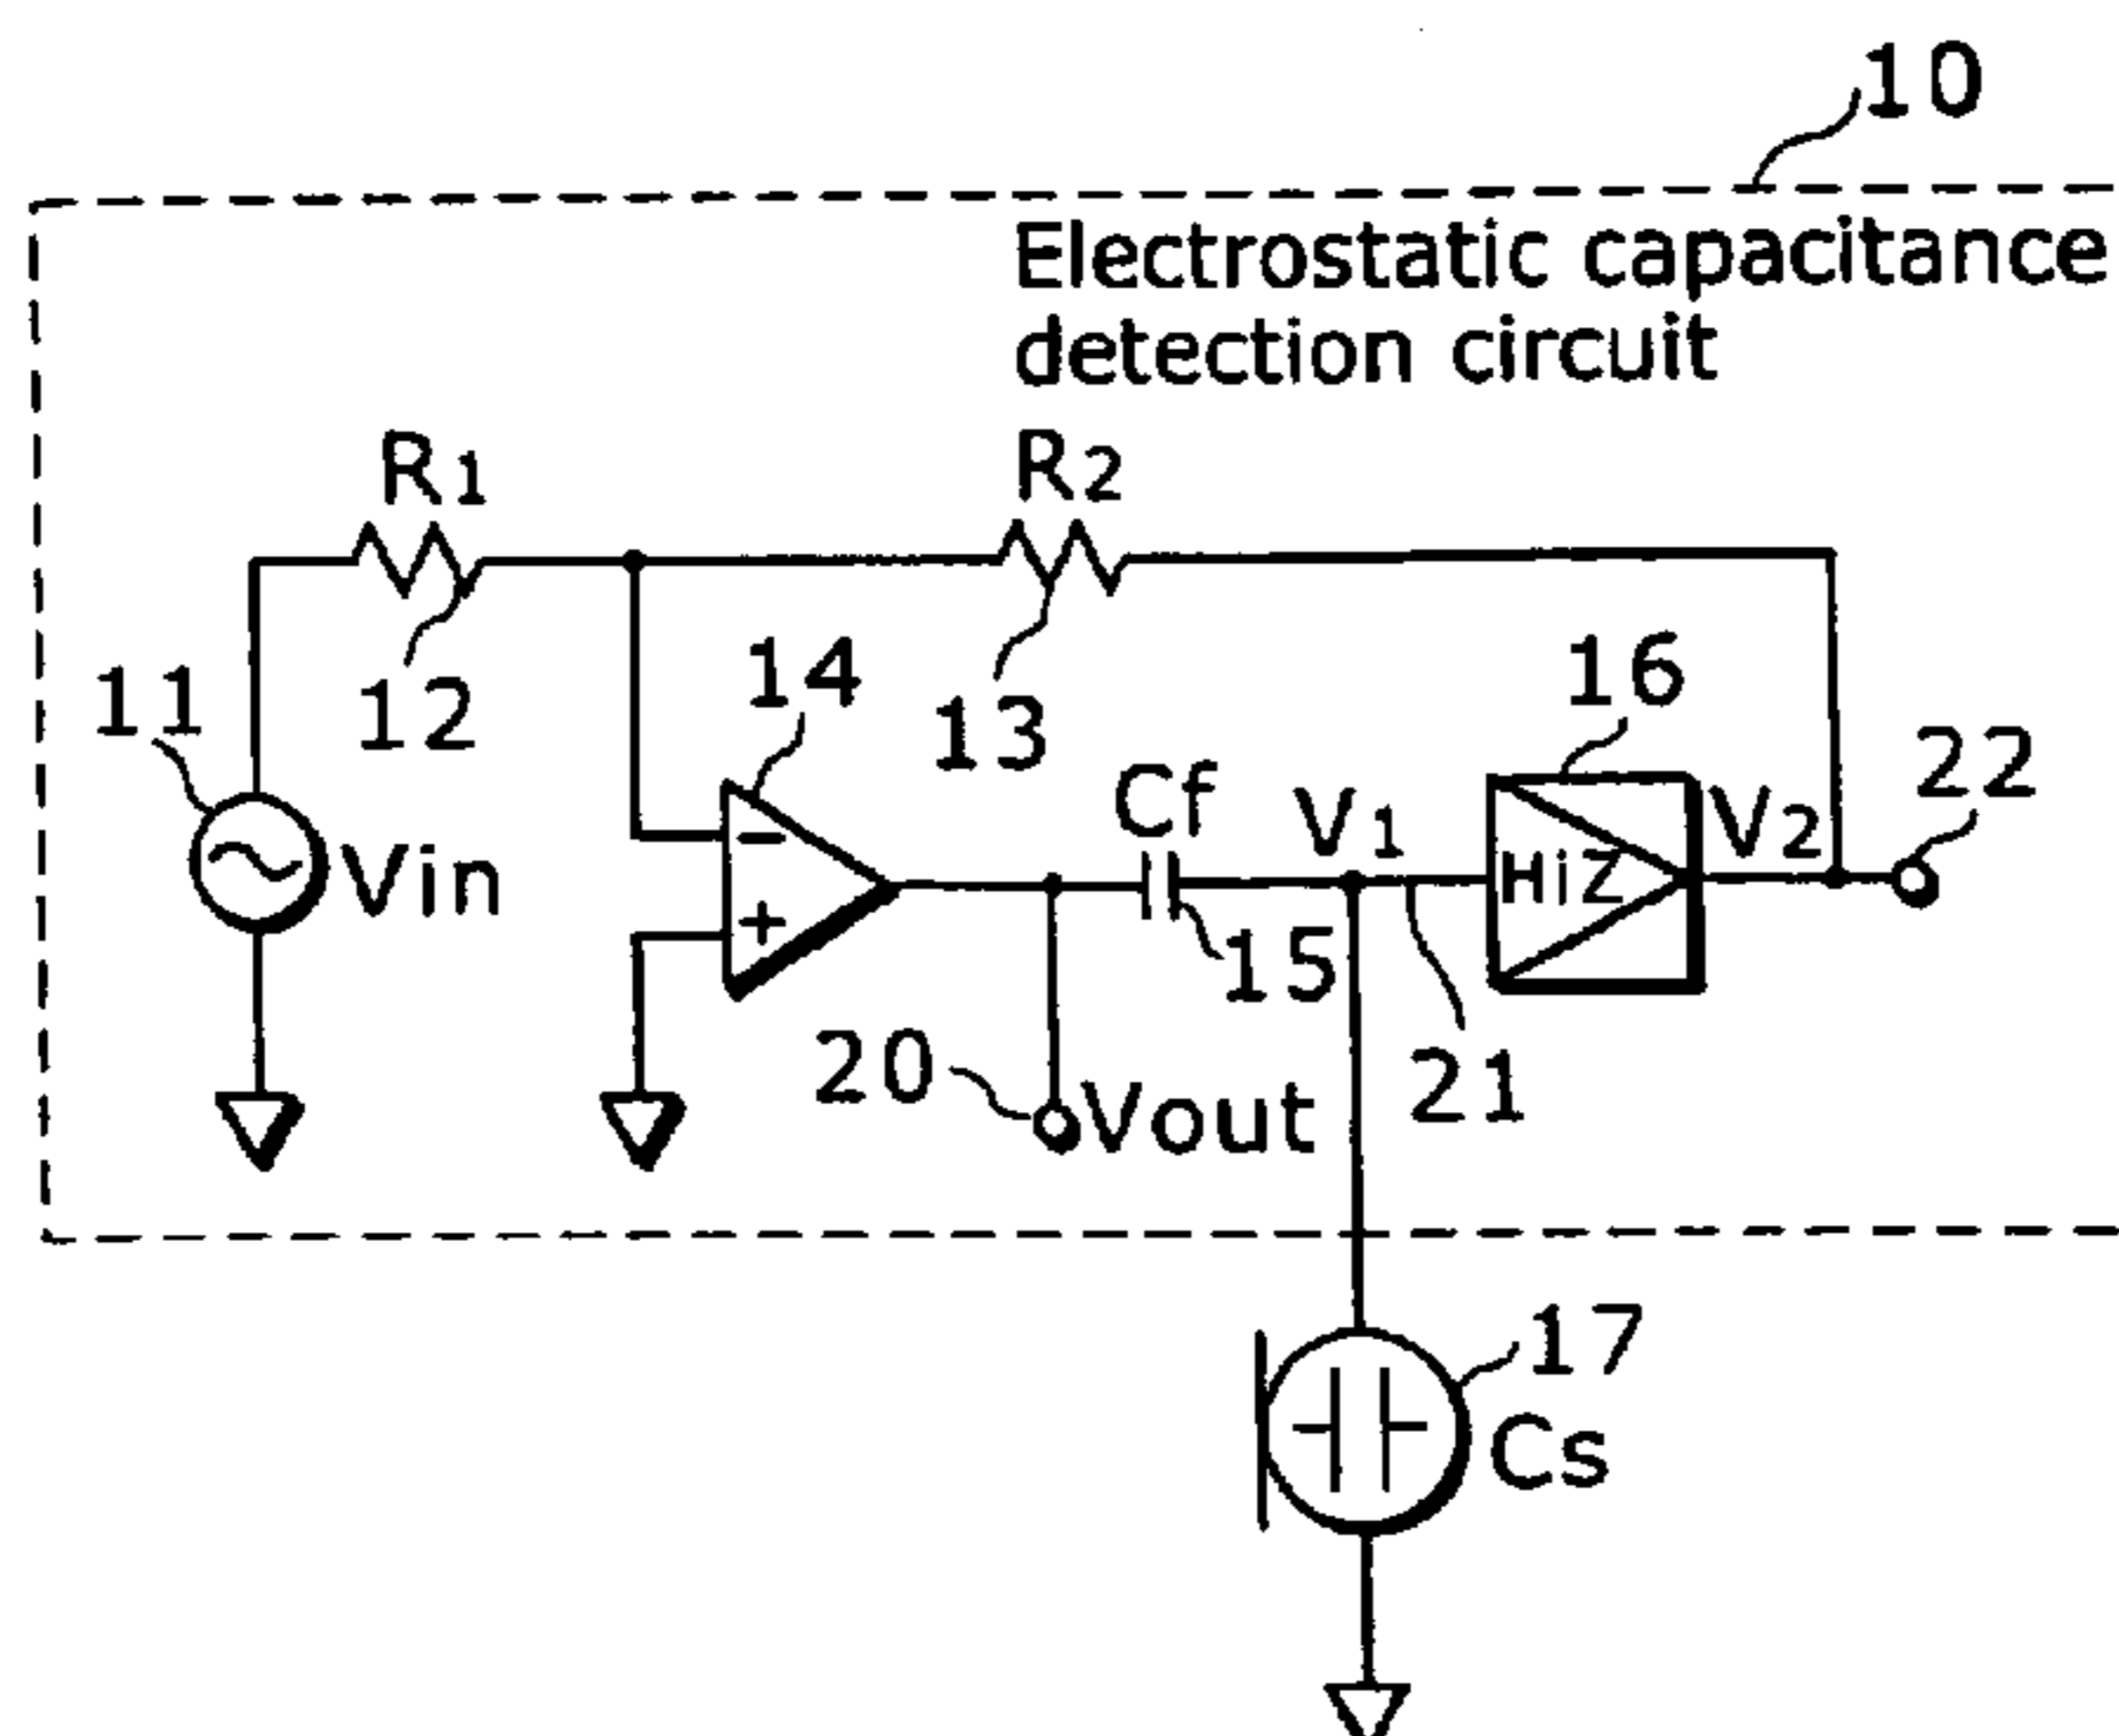 10
Electrostatic capacitance
detection circuit
R1
R2
11
12
14
13
16
22
Vin
Cf
V1
V2
HiZ
−
+
15
20
Vout
21
17
Cs